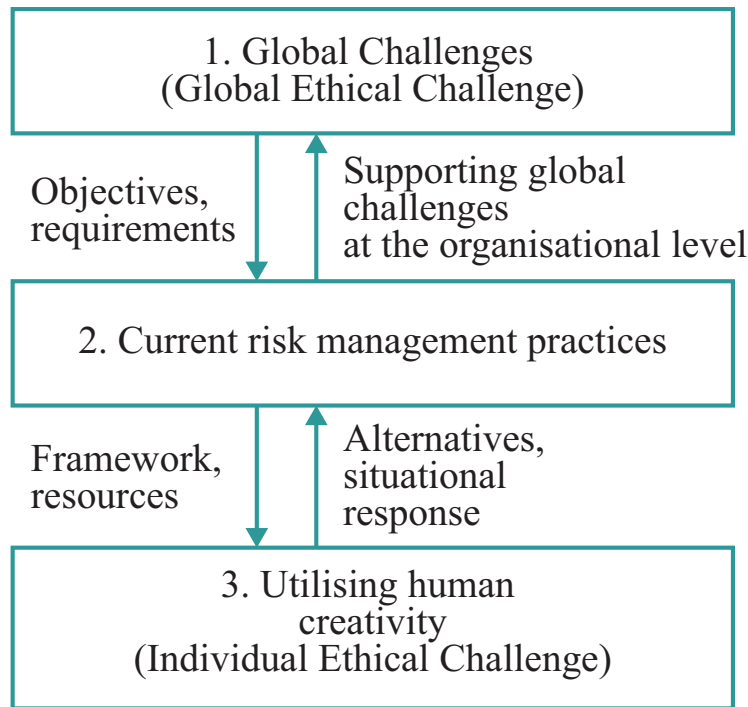 1. Global Challenges
(Global Ethical Challenge)
Objectives,
requirements
Supporting global
challenges
at the organisational level
2. Current risk management practices
Framework,
resources
Alternatives,
situational
response
3. Utilising human
creativity
(Individual Ethical Challenge)